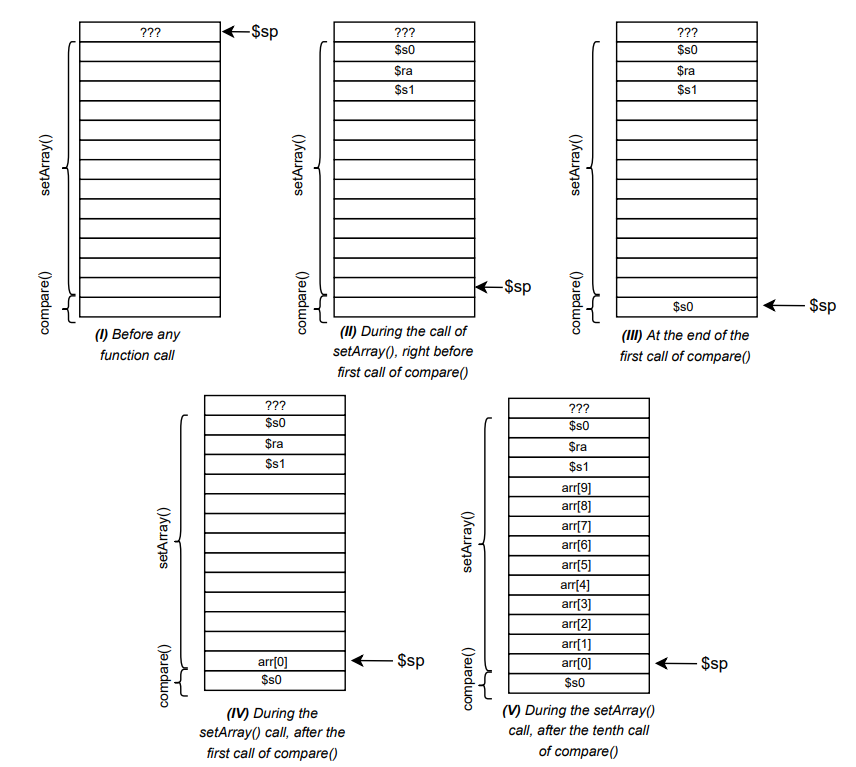 ???
$sp
setArray()
compare()
(I) Before any
function call
???
$s0
$ra
$s1
$sp
setArray()
compare()
(II) During the call of
setArray(), right before
first call of compare()
???
$s0
$ra
$s1
$s0
$sp
setArray()
compare()
(III) At the end of the
first call of compare()
???
$s0
$ra
$s1
arr[0]
$s0
$sp
setArray()
compare()
(IV) During the
setArray() call, after the
first call of compare()
???
$s0
$ra
$s1
arr[9]
arr[8]
arr[7]
arr[6]
arr[5]
arr[4]
arr[3]
arr[2]
arr[1]
arr[0]
$s0
$sp
setArray()
compare()
(V) During the setArray()
call, after the tenth call
of compare()